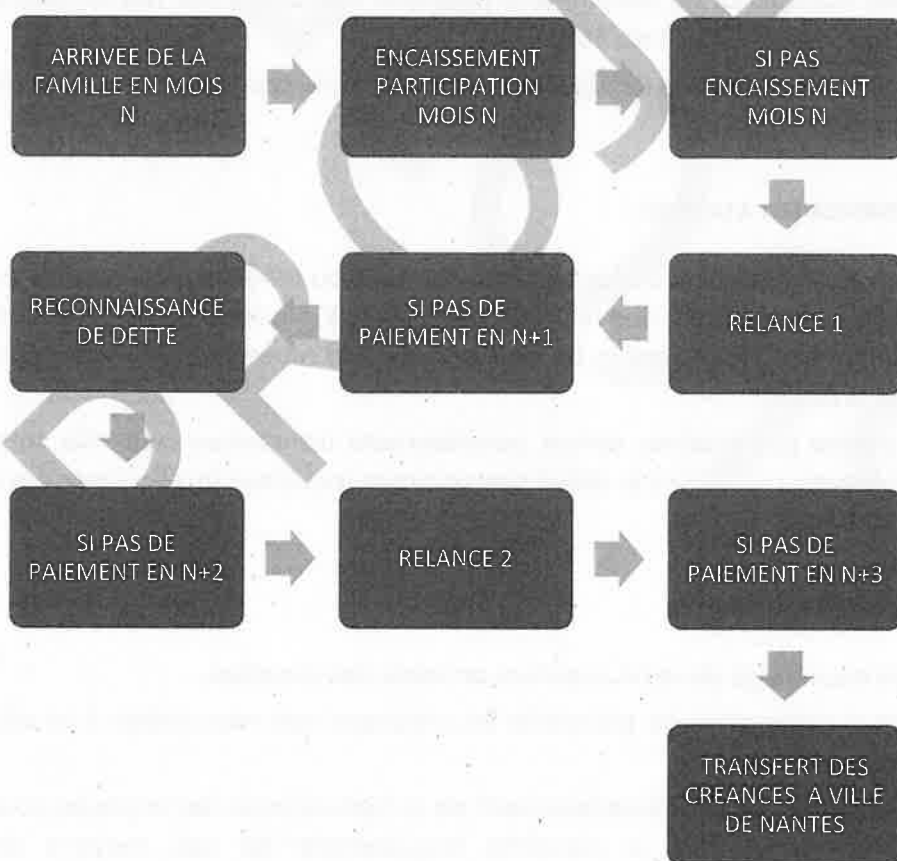 ARRIVEE DE LA
FAMILLE EN MOIS
N
ENCAISSEMENT
PARTICIPATION
MOIS N
SI PAS
ENCAISSEMENT
MOIS N
RELANCE 1
SI PAS DE
PAIEMENT EN N+1
RECONNAISSANCE
DE DETTE
SI PAS DE
PAIEMENT EN N+2
RELANCE 2
SI PAS DE
PAIEMENT EN N+3
TRANSFERT DES
CREANCES A VILLE
DE NANTES
PROJE